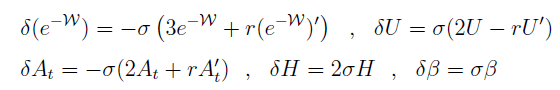 δ(e^{-𝒲}) = −σ (3e^{-𝒲} + r(e^{-𝒲})′) , δU = σ(2U − rU′)
δA_t = −σ(2A_t + rA′_t) , δH = 2σH , δβ = σβ